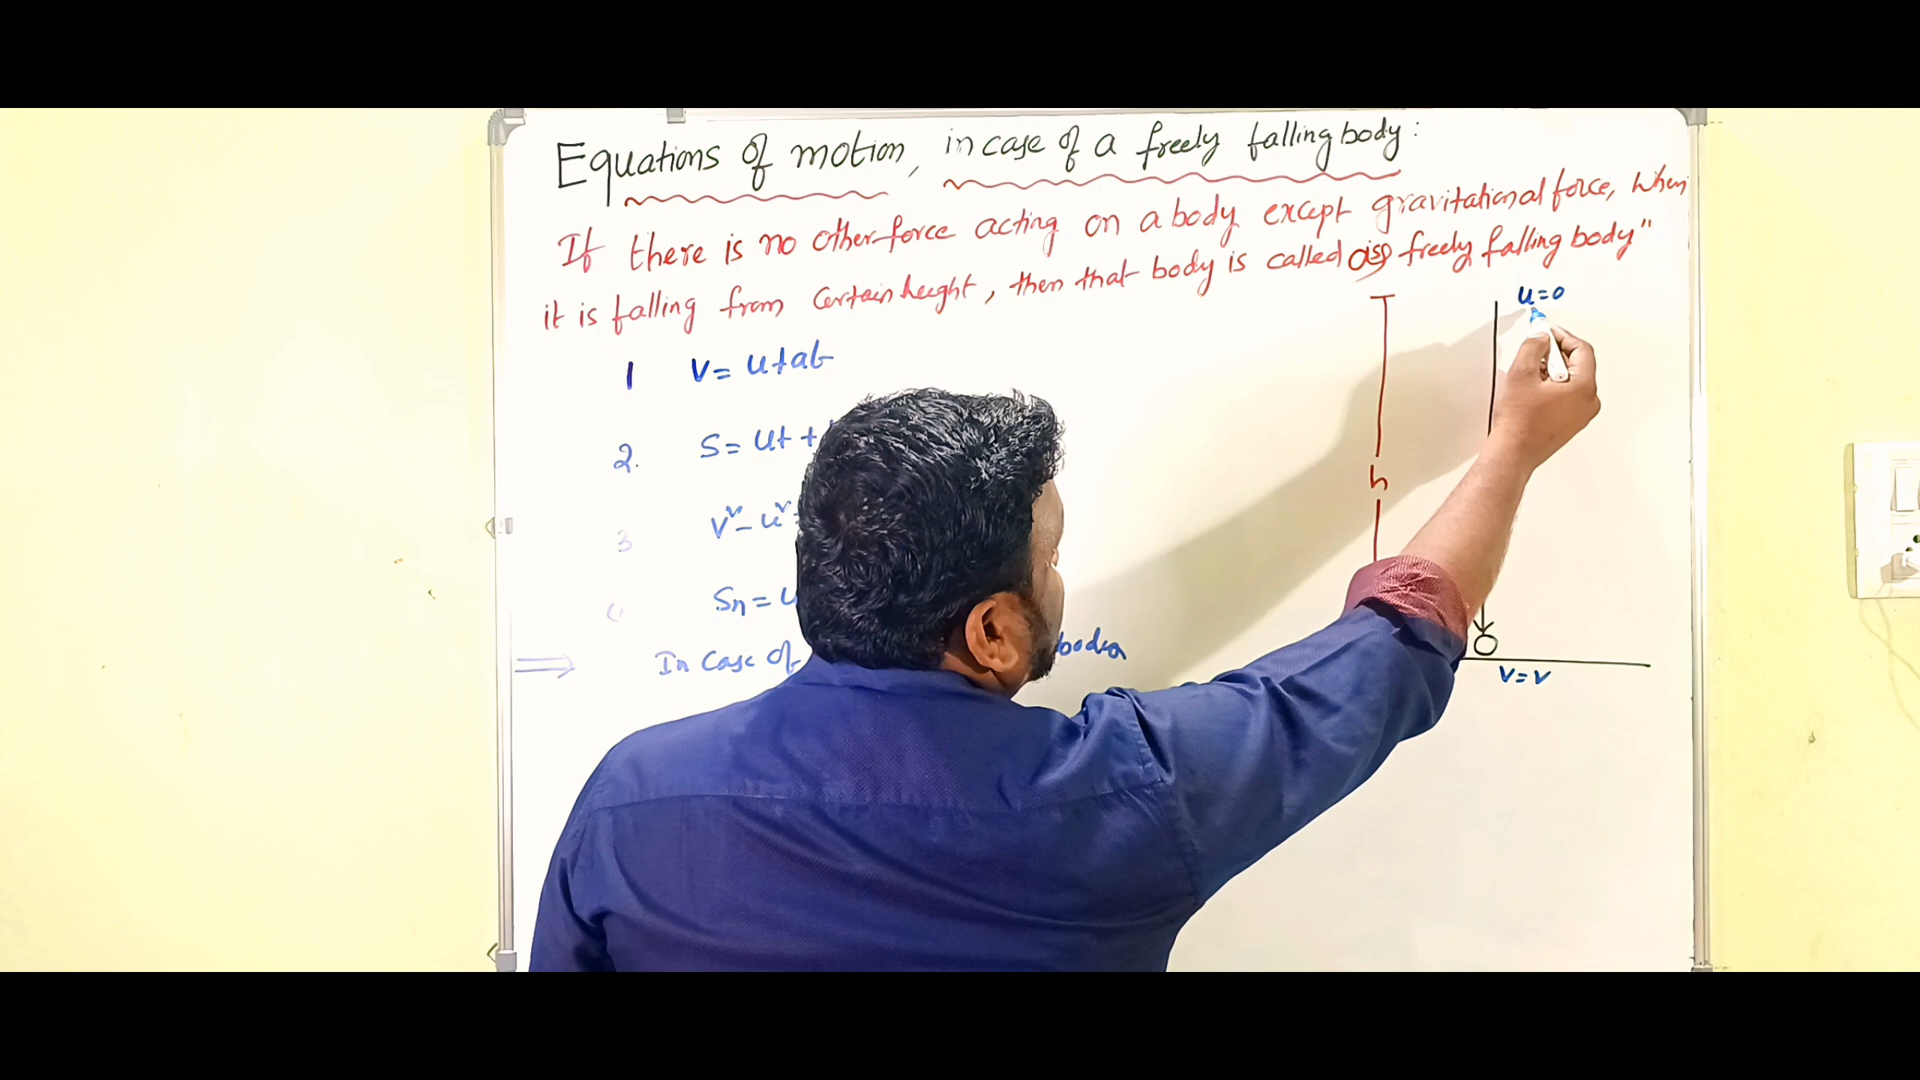 Equations of motion, in case of a freely falling body:
If there is no other force acting on a body except gravitational force, when
it is falling from certain height, then that body is called as freely falling body"
u=0
1 V= u+at
2. S= ut +
h
3 V²- u²
4 Sn= u
In case of bodies
V=V